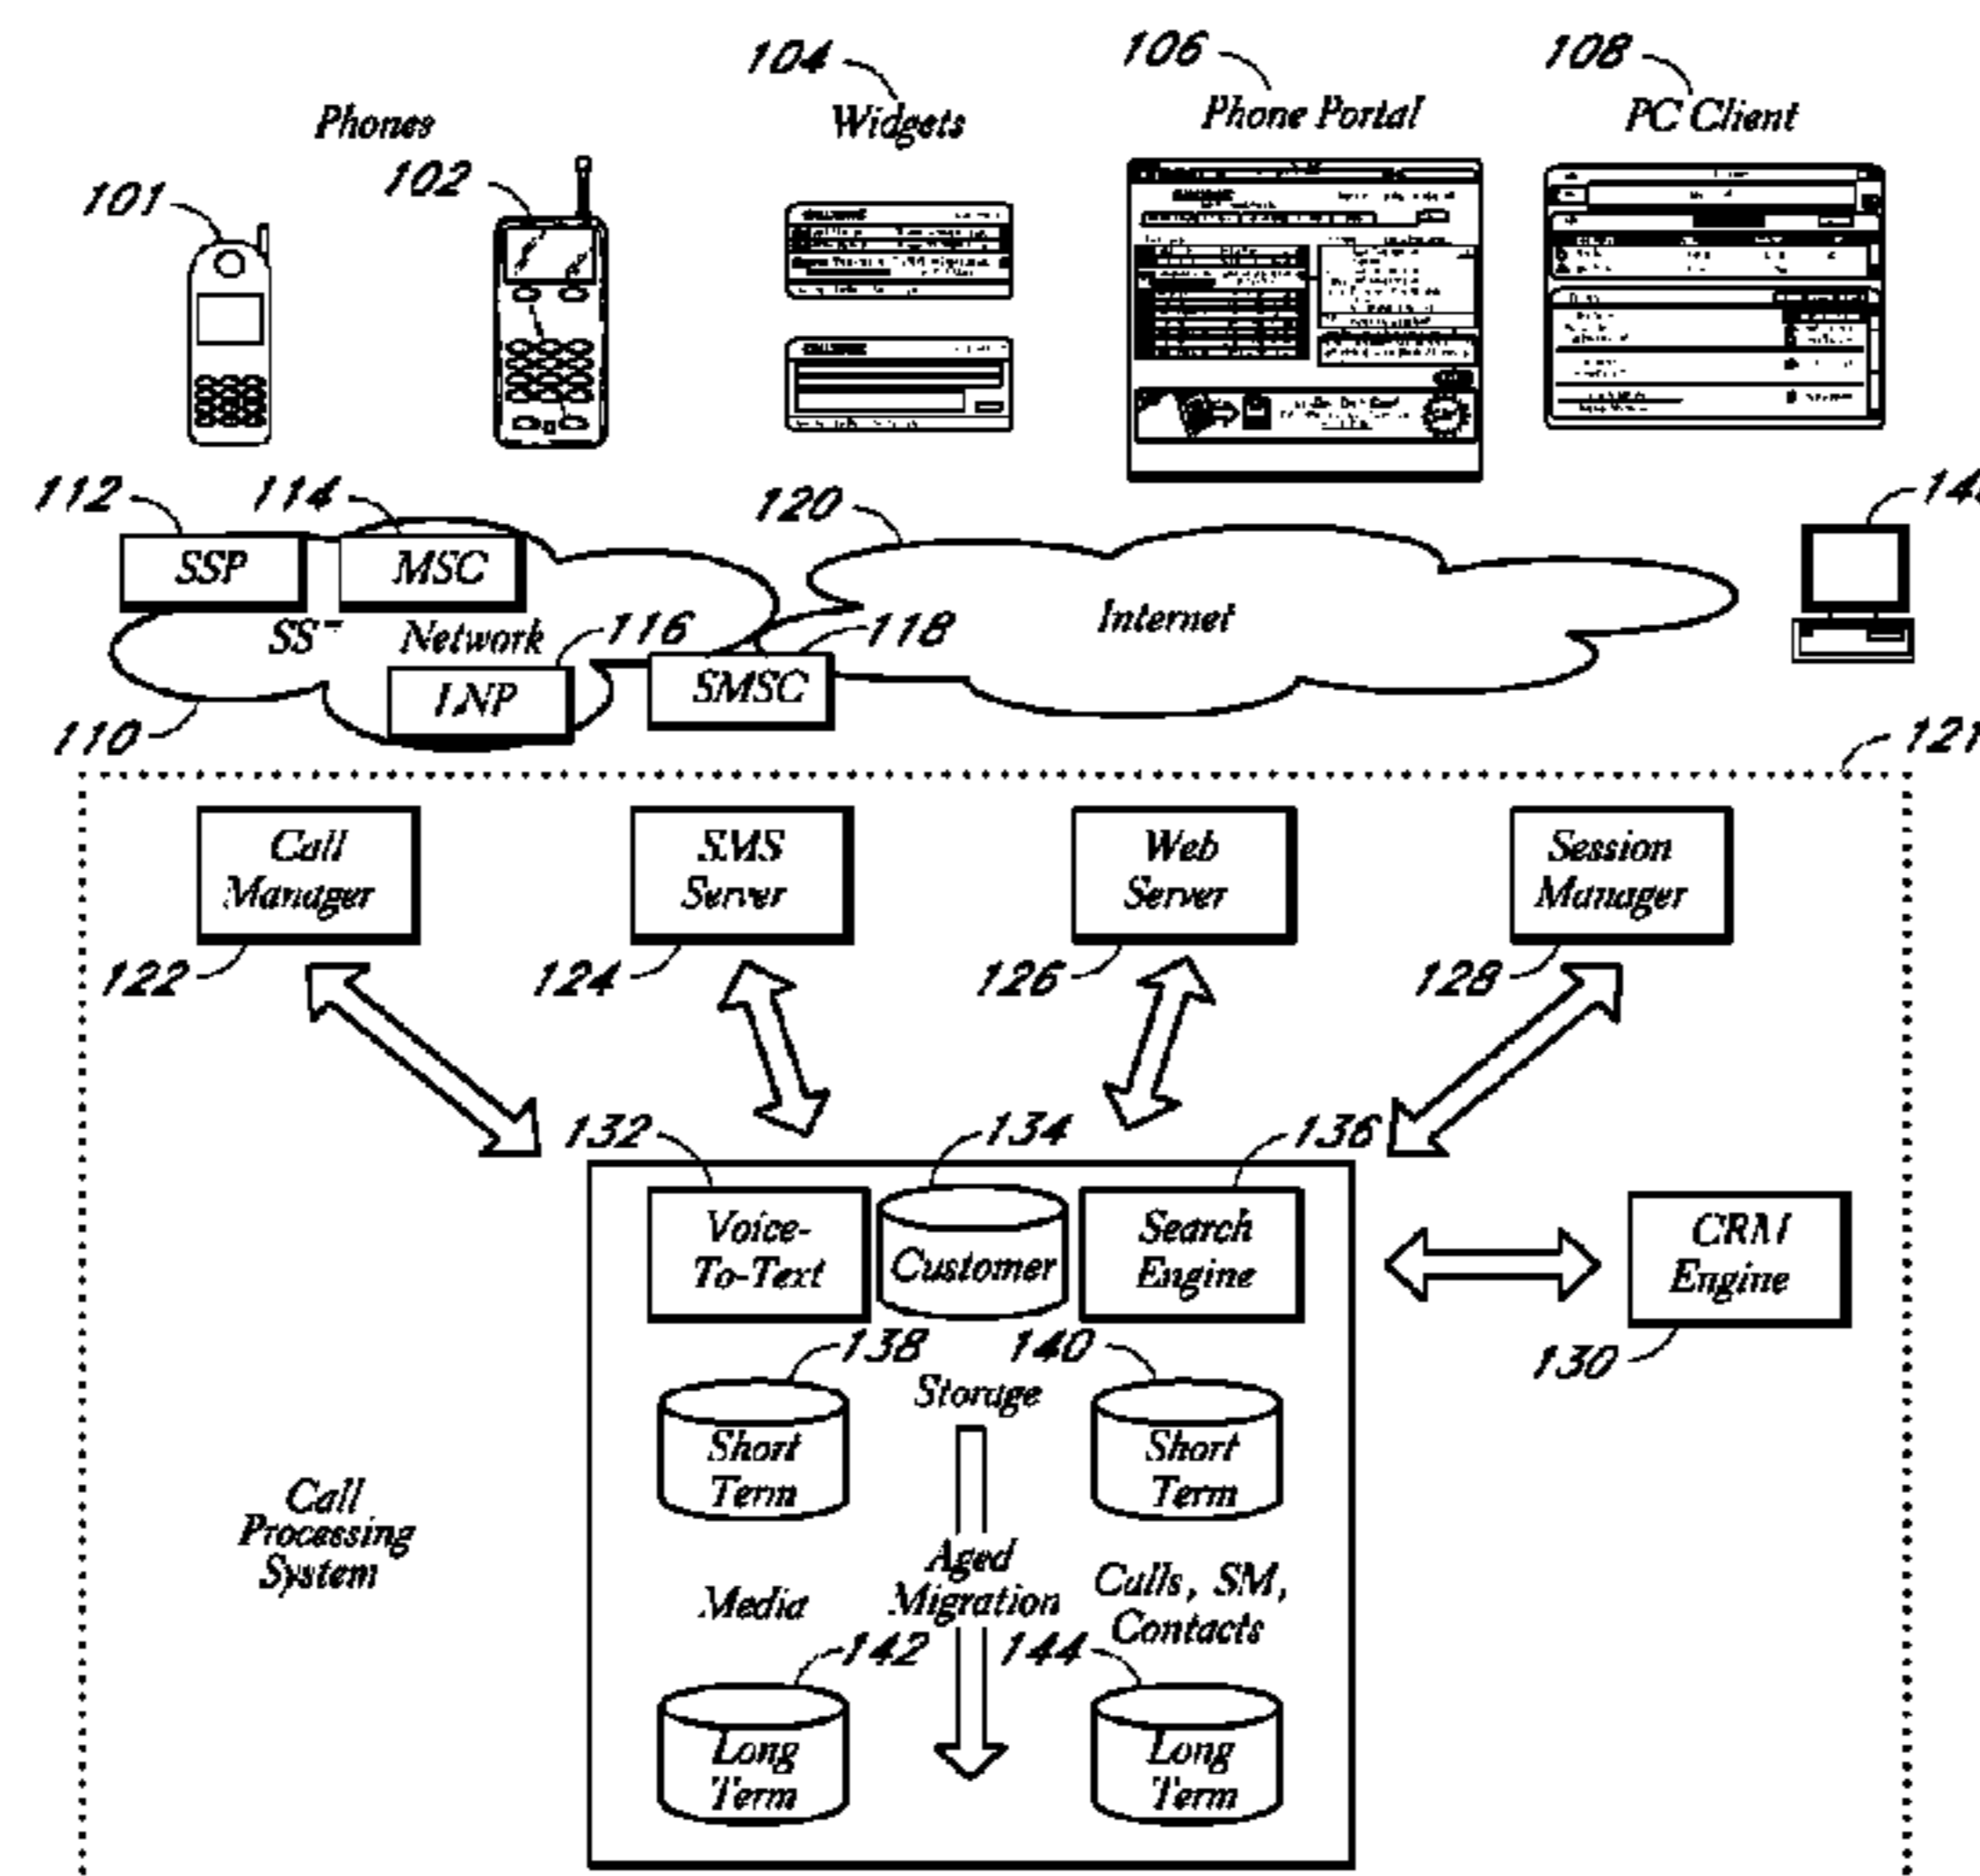 104
106
108
Phones
Widgets
Phone Portal
PC Client
101
102
112
114
120
SSP
MSC
Internet
Network
116
118
LNP
SMSC
110
121
Call
Manager
SMS
Server
Web
Server
Session
Manager
122
124
126
128
132
134
136
Voice-
To-Text
Customer
Search
Engine
CRM
Engine
138
140
130
Storage
Short
Term
Short
Term
Call
Processing
System
Aged
Migration
Media
Calls, SM,
Contacts
142
144
Long
Term
Long
Term